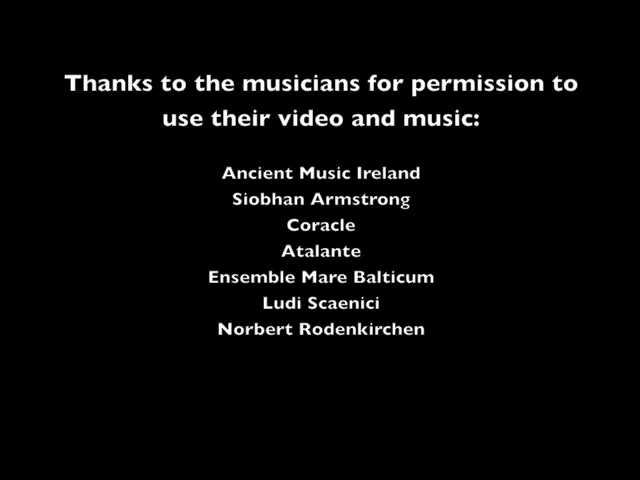 Thanks to the musicians for permission to
use their video and music:
Ancient Music Ireland
Siobhan Armstrong
Coracle
Atalante
Ensemble Mare Balticum
Ludi Scaenici
Norbert Rodenkirchen